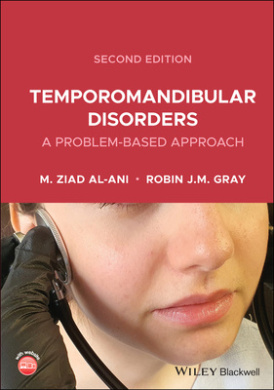 SECOND EDITION
TEMPOROMANDIBULAR
DISORDERS
A PROBLEM-BASED APPROACH
M. ZIAD AL-ANI • ROBIN J.M. GRAY
WILEY Blackwell